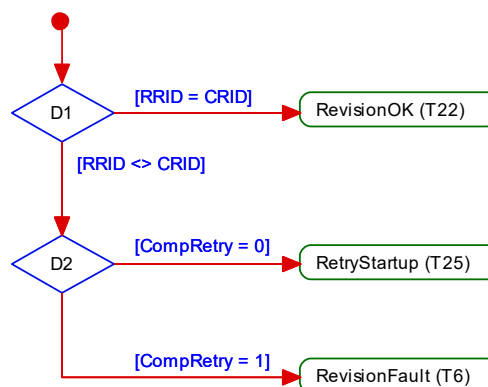 [RRID = CRID]
D1
RevisionOK (T22)
[RRID <> CRID]
[CompRetry = 0]
D2
RetryStartup (T25)
[CompRetry = 1]
RevisionFault (T6)